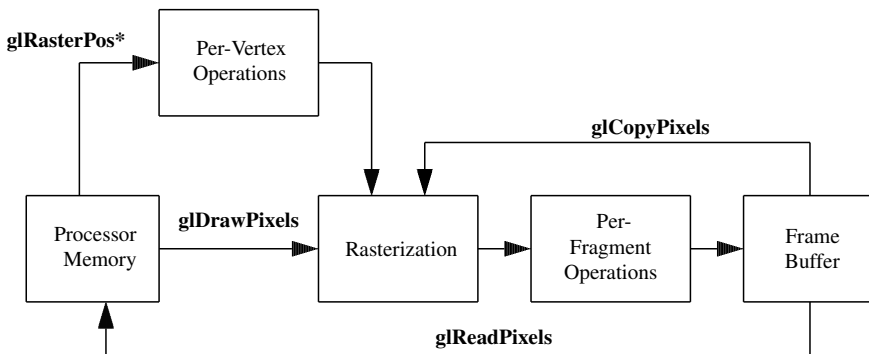 glRasterPos*
Per-Vertex
Operations
glCopyPixels
Processor
Memory
glDrawPixels
Rasterization
Per-
Fragment
Operations
Frame
Buffer
glReadPixels